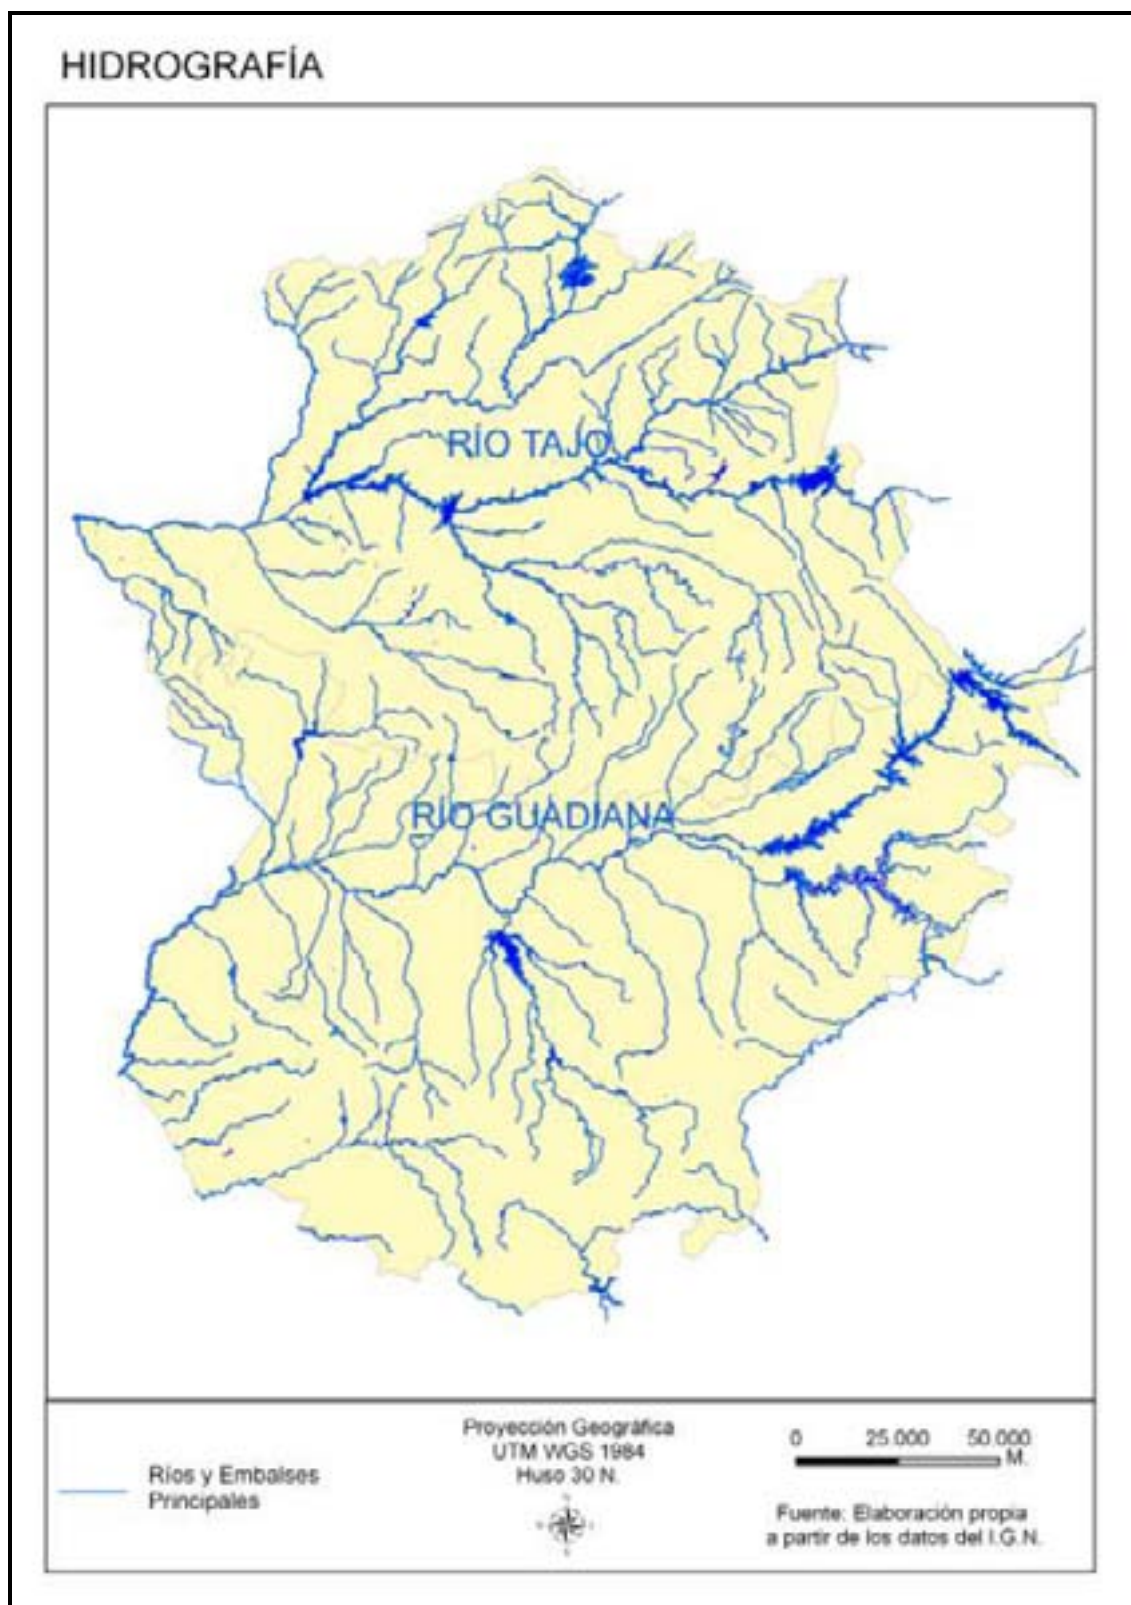 HIDROGRAFÍA
RÍO TAJO
RÍO GUADIANA
Ríos y Embalses
Principales
Proyección Geográfica
UTM WGS 1984
Huso 30 N.
0 25.000 50.000
M.
Fuente: Elaboración propia
a partir de los datos del I.G.N.